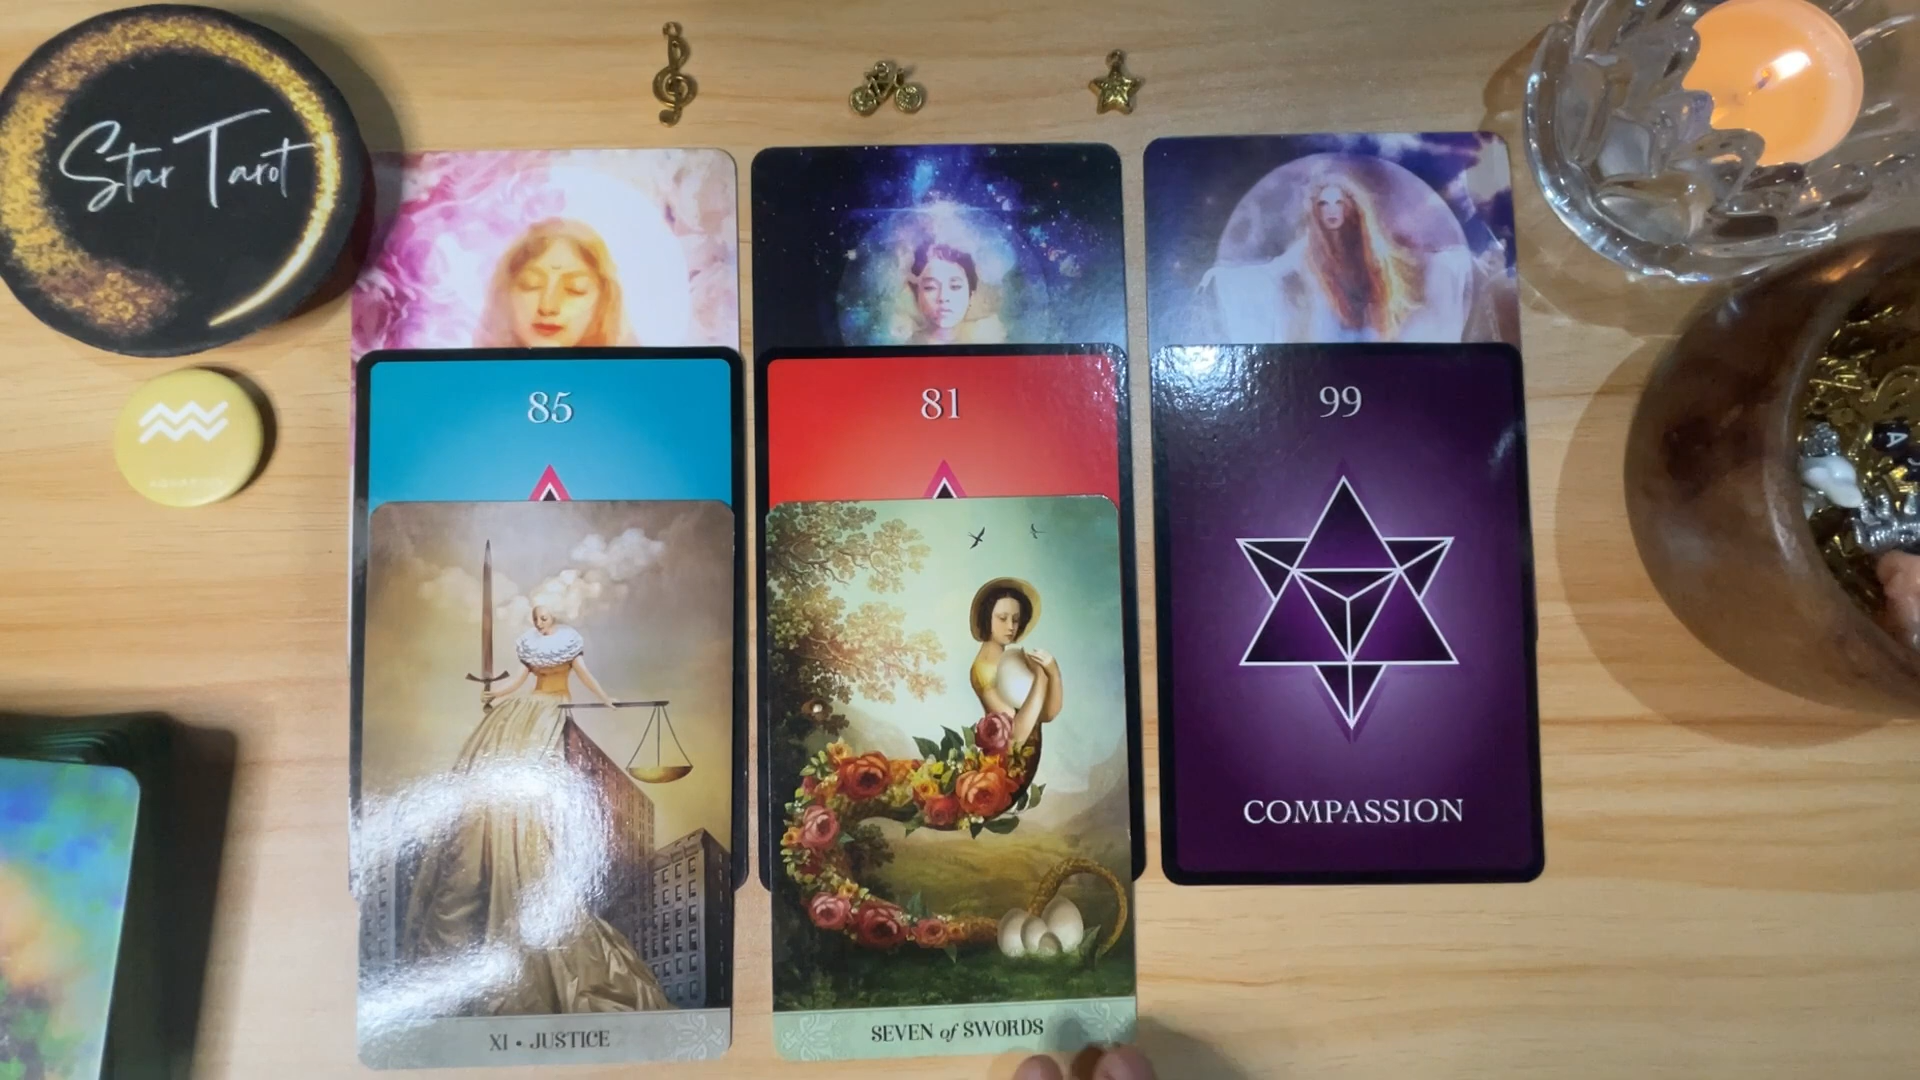 Star Tarot
85
81
99
COMPASSION
XI • JUSTICE
SEVEN of SWORDS
A